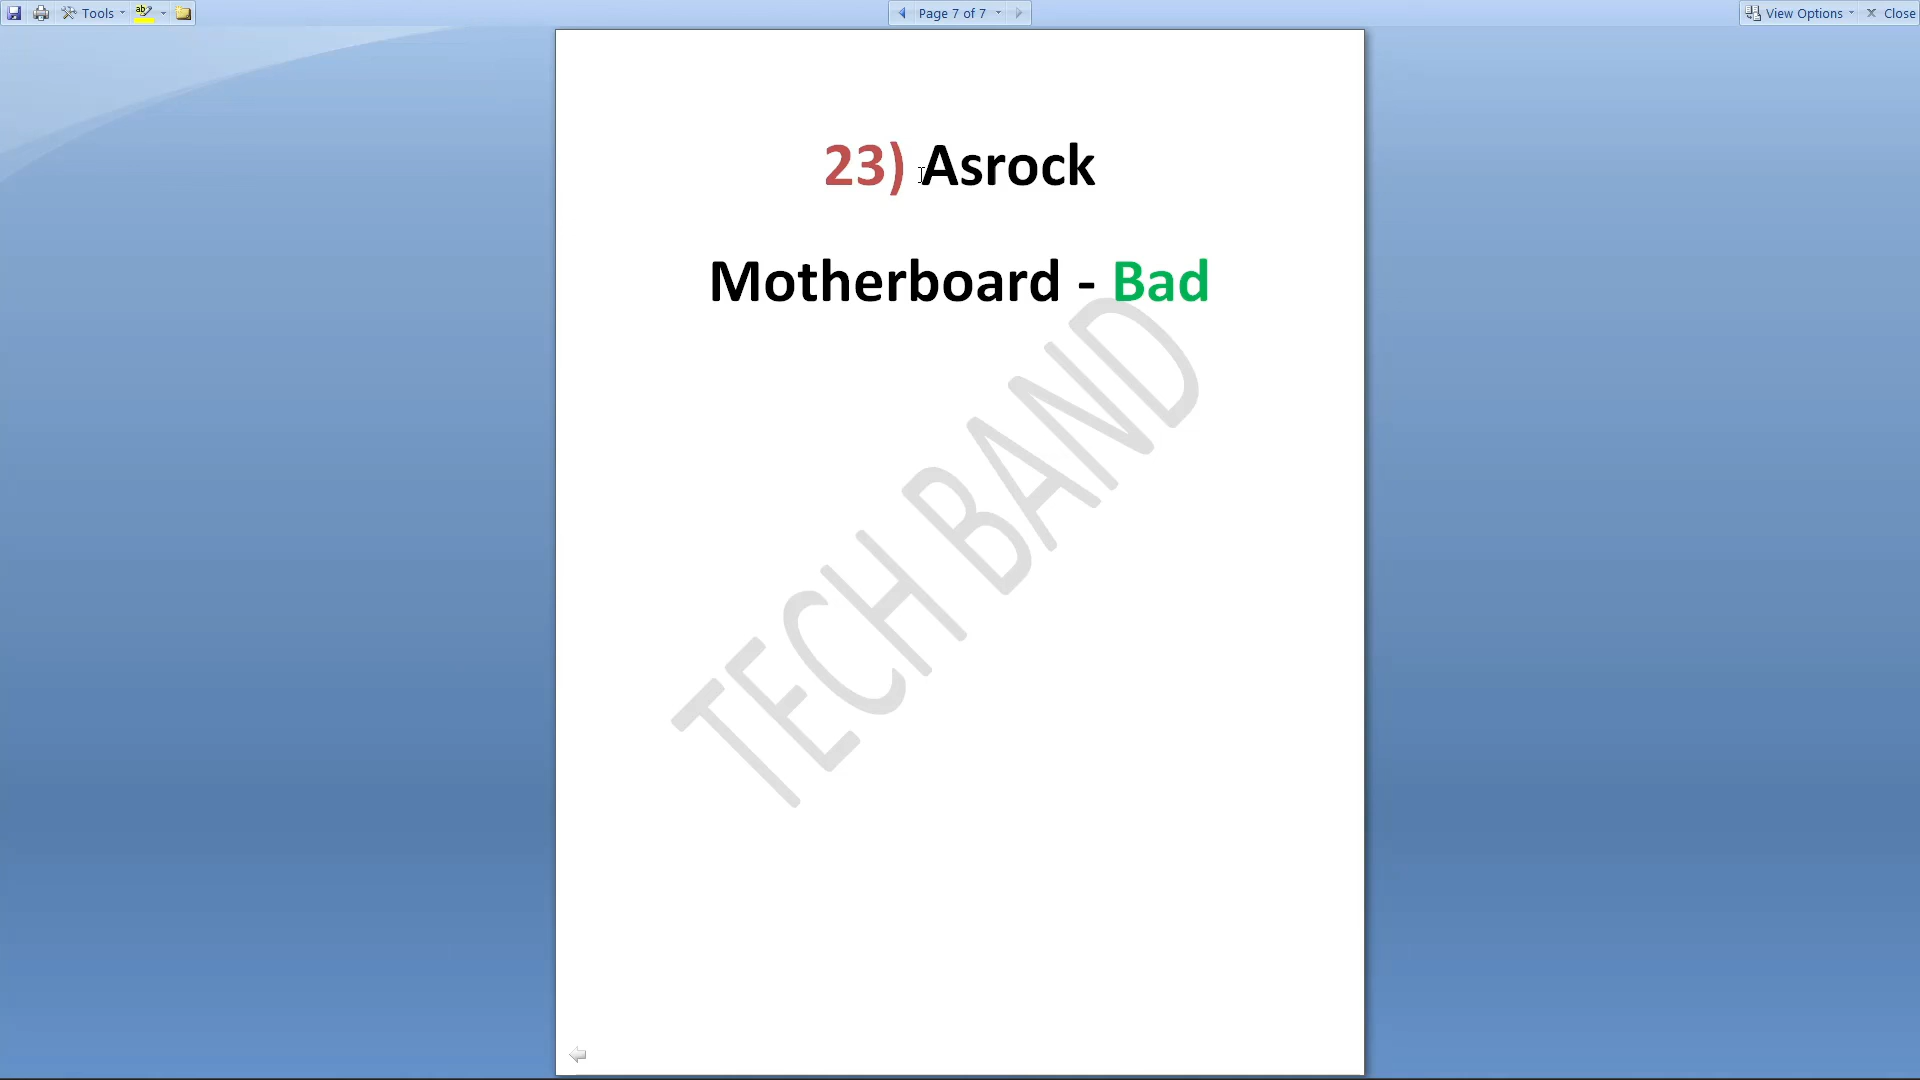 Tools
Page 7 of 7
View Options
Close
23) Asrock
Motherboard - Bad
TECH BAND